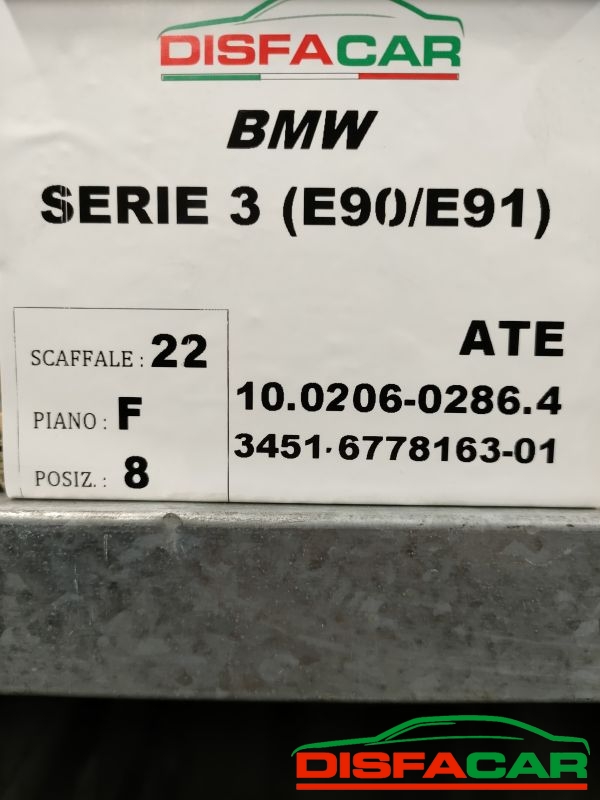 DISFACAR
BMW
SERIE 3 (E90/E91)
SCAFFALE : 22
PIANO : F
POSIZ. : 8
ATE
10.0206-0286.4
3451.6778163-01
DISFACAR